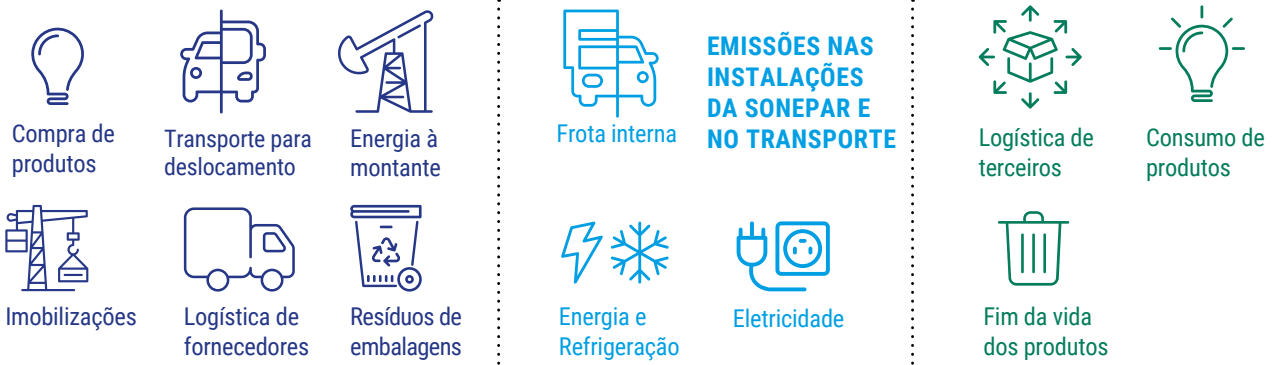 Compra de
produtos
Transporte para
deslocamento
Energia à
montante
Imobilizações
Logística de
fornecedores
Resíduos de
embalagens
Frota interna
EMISSÕES NAS
INSTALAÇÕES
DA SONEPAR E
NO TRANSPORTE
Energia e
Refrigeração
Eletricidade
Logística de
terceiros
Consumo de
produtos
Fim da vida
dos produtos